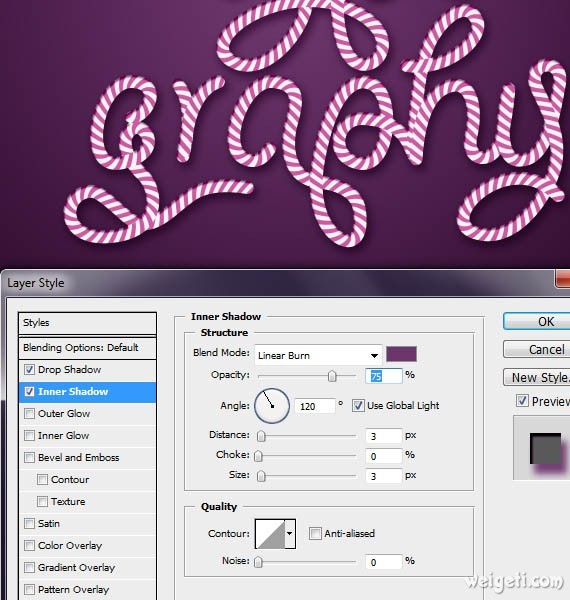 graphy
Layer Style
Styles
Blending Options: Default
Drop Shadow
Inner Shadow
Outer Glow
Inner Glow
Bevel and Emboss
Contour
Texture
Satin
Color Overlay
Gradient Overlay
Pattern Overlay
Inner Shadow
Structure
Blend Mode: Linear Burn
Opacity: 75 %
Angle: 120 ° Use Global Light
Distance: 3 px
Choke: 0 %
Size: 3 px
Quality
Contour: Anti-aliased
Noise: 0 %
OK
Cancel
New Style.
Preview
weigeti.com